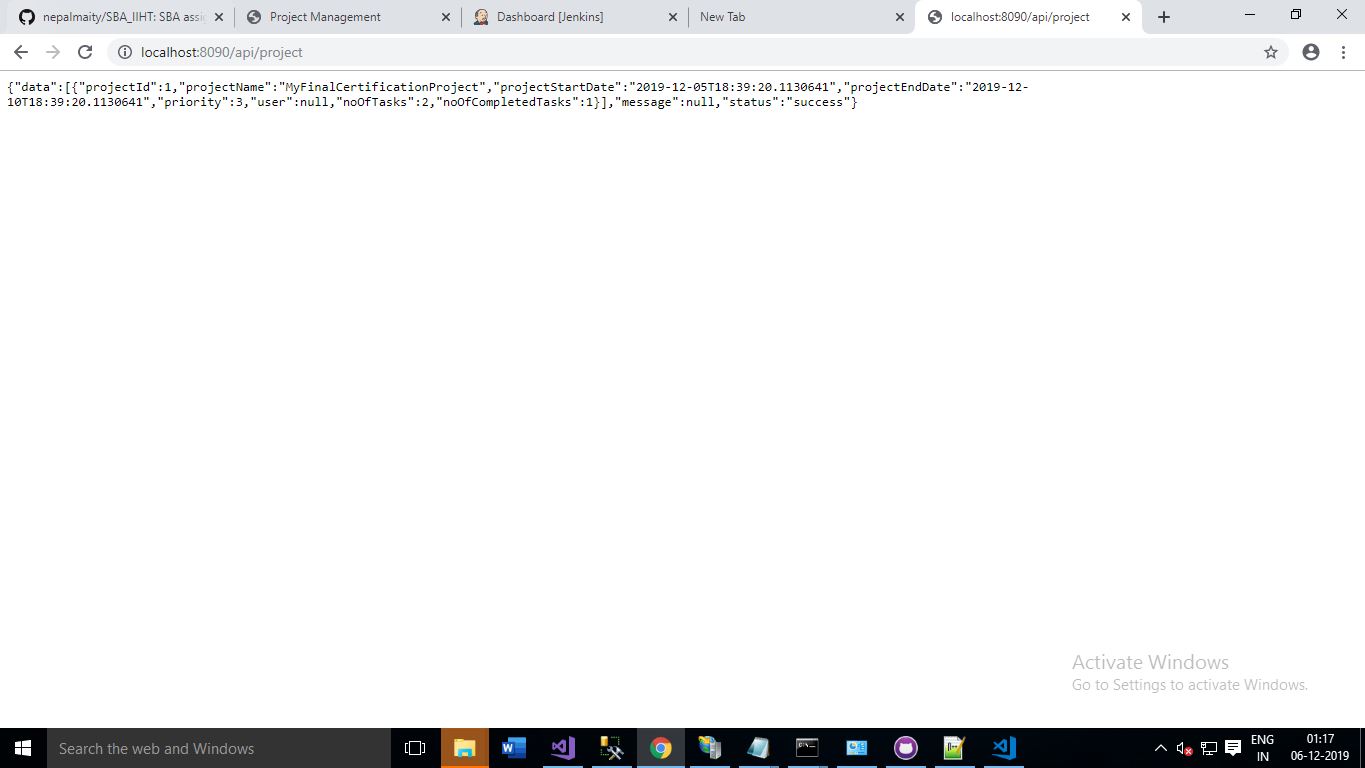 nepalmaity/SBA_IIHT: SBA assi
Project Management
Dashboard [Jenkins]
New Tab
localhost:8090/api/project
localhost:8090/api/project
{"data":[{"projectId":1,"projectName":"MyFinalCertificationProject","projectStartDate":"2019-12-05T18:39:20.1130641","projectEndDate":"2019-12-
10T18:39:20.1130641","priority":3,"user":null,"noOfTasks":2,"noOfCompletedTasks":1}],"message":null,"status":"success"}
Activate Windows
Go to Settings to activate Windows.
Search the web and Windows
ENG
IN
01:17
06-12-2019